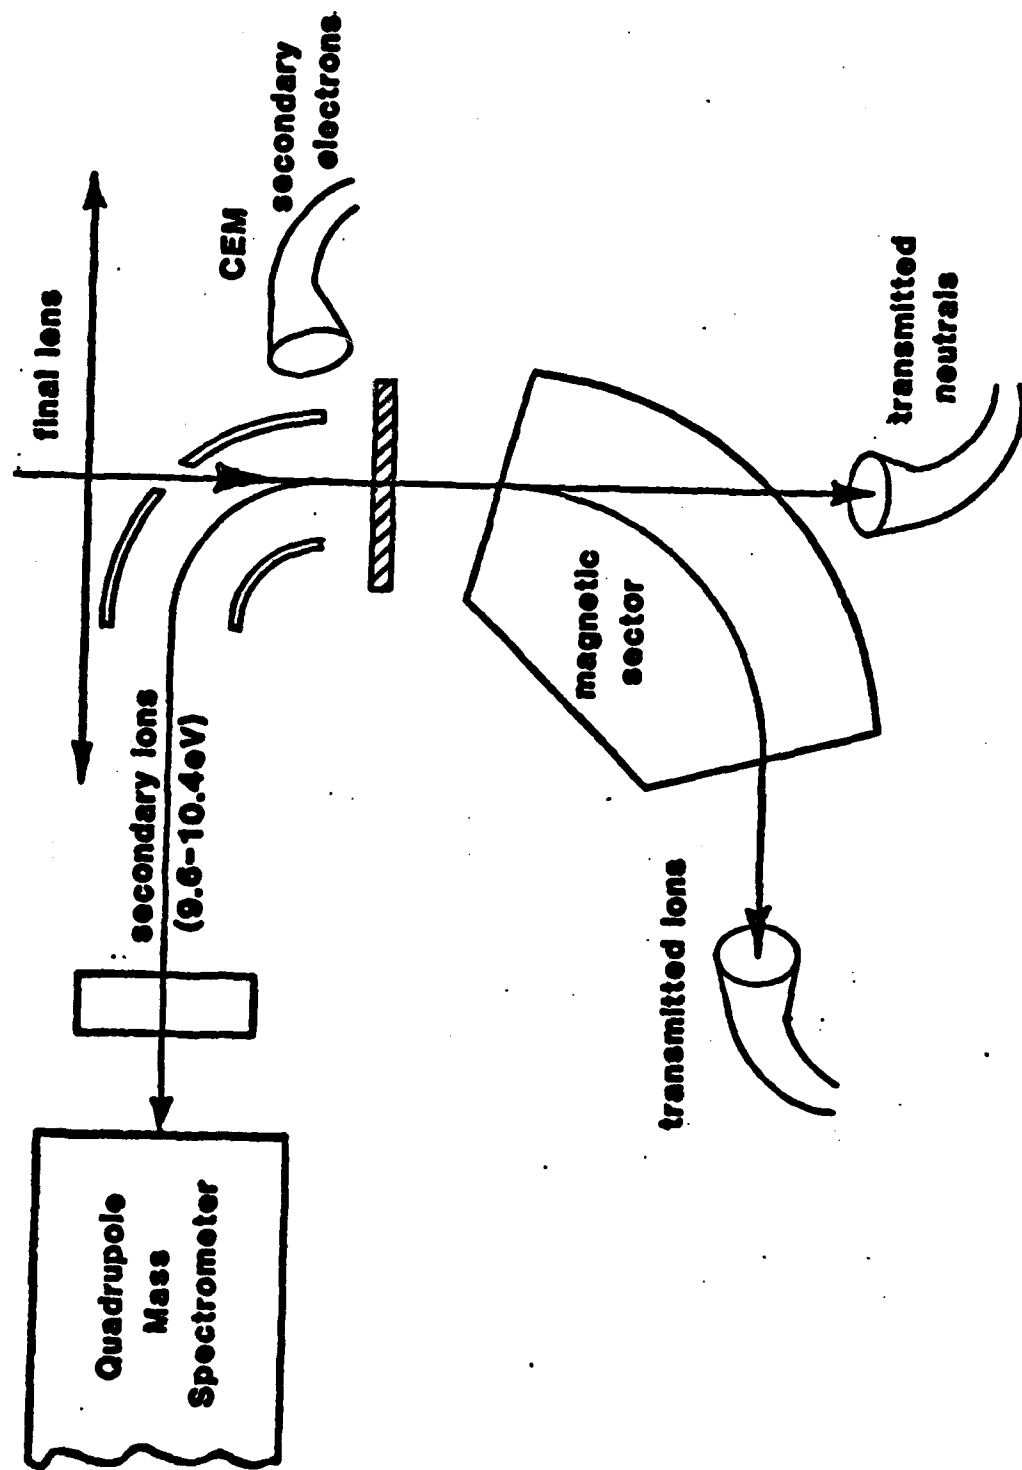 final lens
CEM
secondary
electrons
secondary ions
(9.6-10.4eV)
Quadrupole
Mass
Spectrometer
magnetic
sector
transmitted
neutrals
transmitted ions